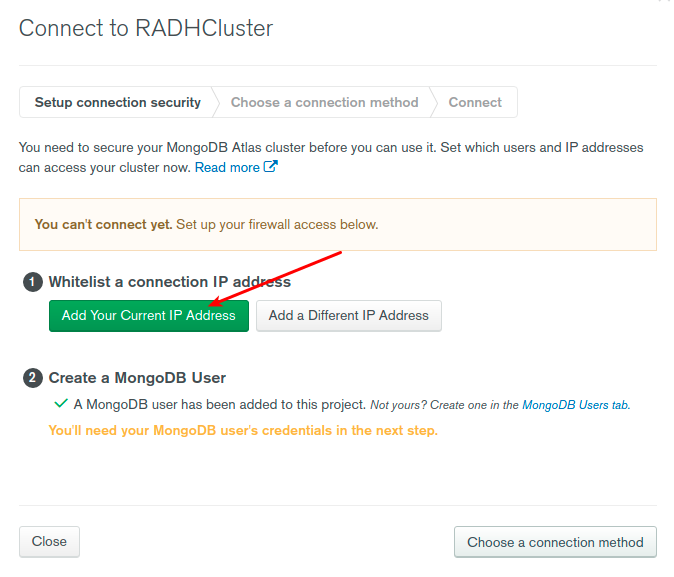 Connect to RADHCluster
Setup connection security
Choose a connection method
Connect
You need to secure your MongoDB Atlas cluster before you can use it. Set which users and IP addresses
can access your cluster now. Read more
You can't connect yet. Set up your firewall access below.
1 Whitelist a connection IP address
Add Your Current IP Address
Add a Different IP Address
2 Create a MongoDB User
A MongoDB user has been added to this project. Not yours? Create one in the MongoDB Users tab.
You'll need your MongoDB user's credentials in the next step.
Close
Choose a connection method